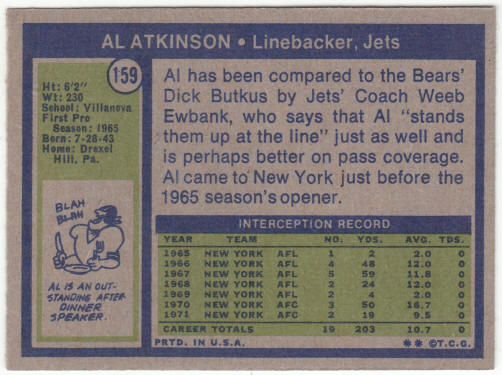 AL ATKINSON • Linebacker, Jets
159
Ht: 6'2"
Wt: 230
School: Villanova
First Pro
Season: 1965
Born: 7-28-43
Home: Drexel
Hill, Pa.
Al has been compared to the Bears'
Dick Butkus by Jets' Coach Weeb
Ewbank, who says that Al "stands
them up at the line" just as well and
is perhaps better on pass coverage.
Al came to New York just before the
1965 season's opener.
BLAH
BLAH
AL IS AN OUT-
STANDING AFTER-
DINNER
SPEAKER.
INTERCEPTION RECORD
YEAR TEAM NO. YDS. AVG. TDS.
1965 NEW YORK AFL 1 2 2.0 0
1966 NEW YORK AFL 4 48 12.0 0
1967 NEW YORK AFL 5 59 11.8 0
1968 NEW YORK AFL 2 24 12.0 0
1969 NEW YORK AFL 2 4 2.0 0
1970 NEW YORK AFC 3 50 16.7 0
1971 NEW YORK AFC 2 19 9.5 0
CAREER TOTALS 19 203 10.7 0
PRTD. IN U.S.A. ** ©T.C.G.